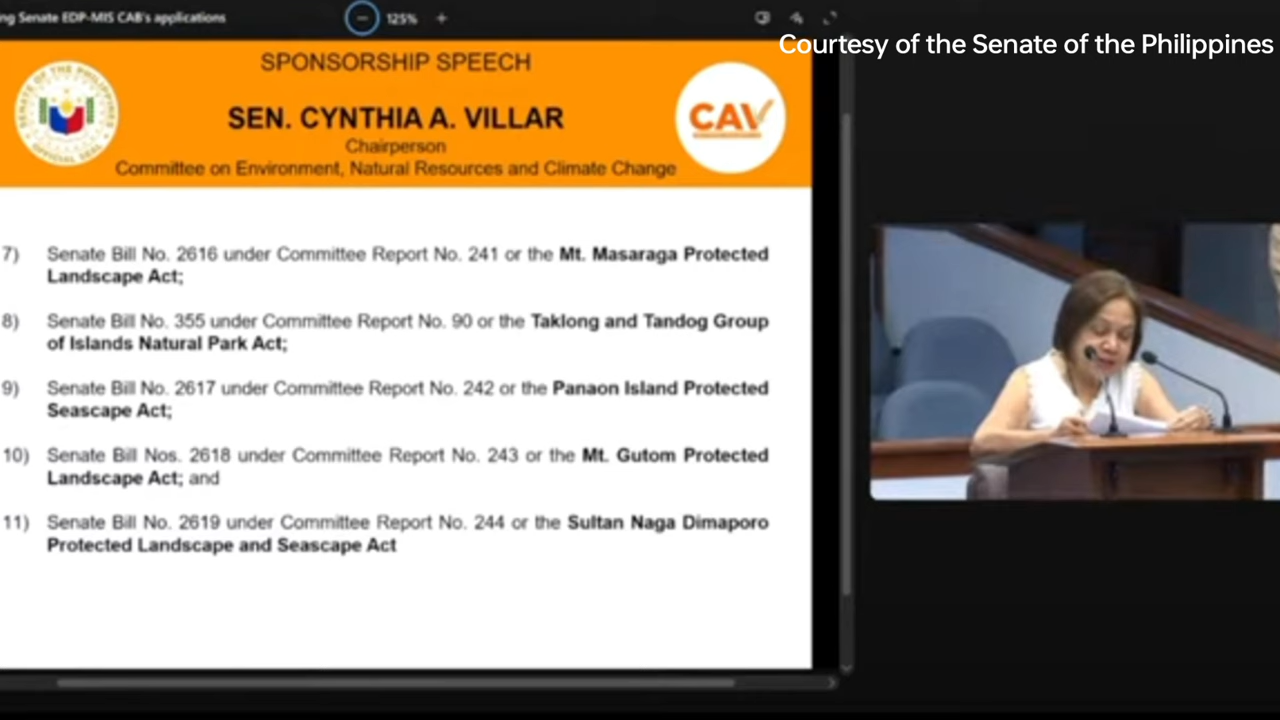 ng Senate EDP-MIS CAB's applications
125%
Courtesy of the Senate of the Philippines
SPONSORSHIP SPEECH
SEN. CYNTHIA A. VILLAR
Chairperson
Committee on Environment, Natural Resources and Climate Change
SENATE OF THE PHILIPPINES
OFFICIAL SEAL
CAV
7) Senate Bill No. 2616 under Committee Report No. 241 or the Mt. Masaraga Protected
Landscape Act;
8) Senate Bill No. 355 under Committee Report No. 90 or the Taklong and Tandog Group
of Islands Natural Park Act;
9) Senate Bill No. 2617 under Committee Report No. 242 or the Panaon Island Protected
Seascape Act;
10) Senate Bill Nos. 2618 under Committee Report No. 243 or the Mt. Gutom Protected
Landscape Act; and
11) Senate Bill No. 2619 under Committee Report No. 244 or the Sultan Naga Dimaporo
Protected Landscape and Seascape Act